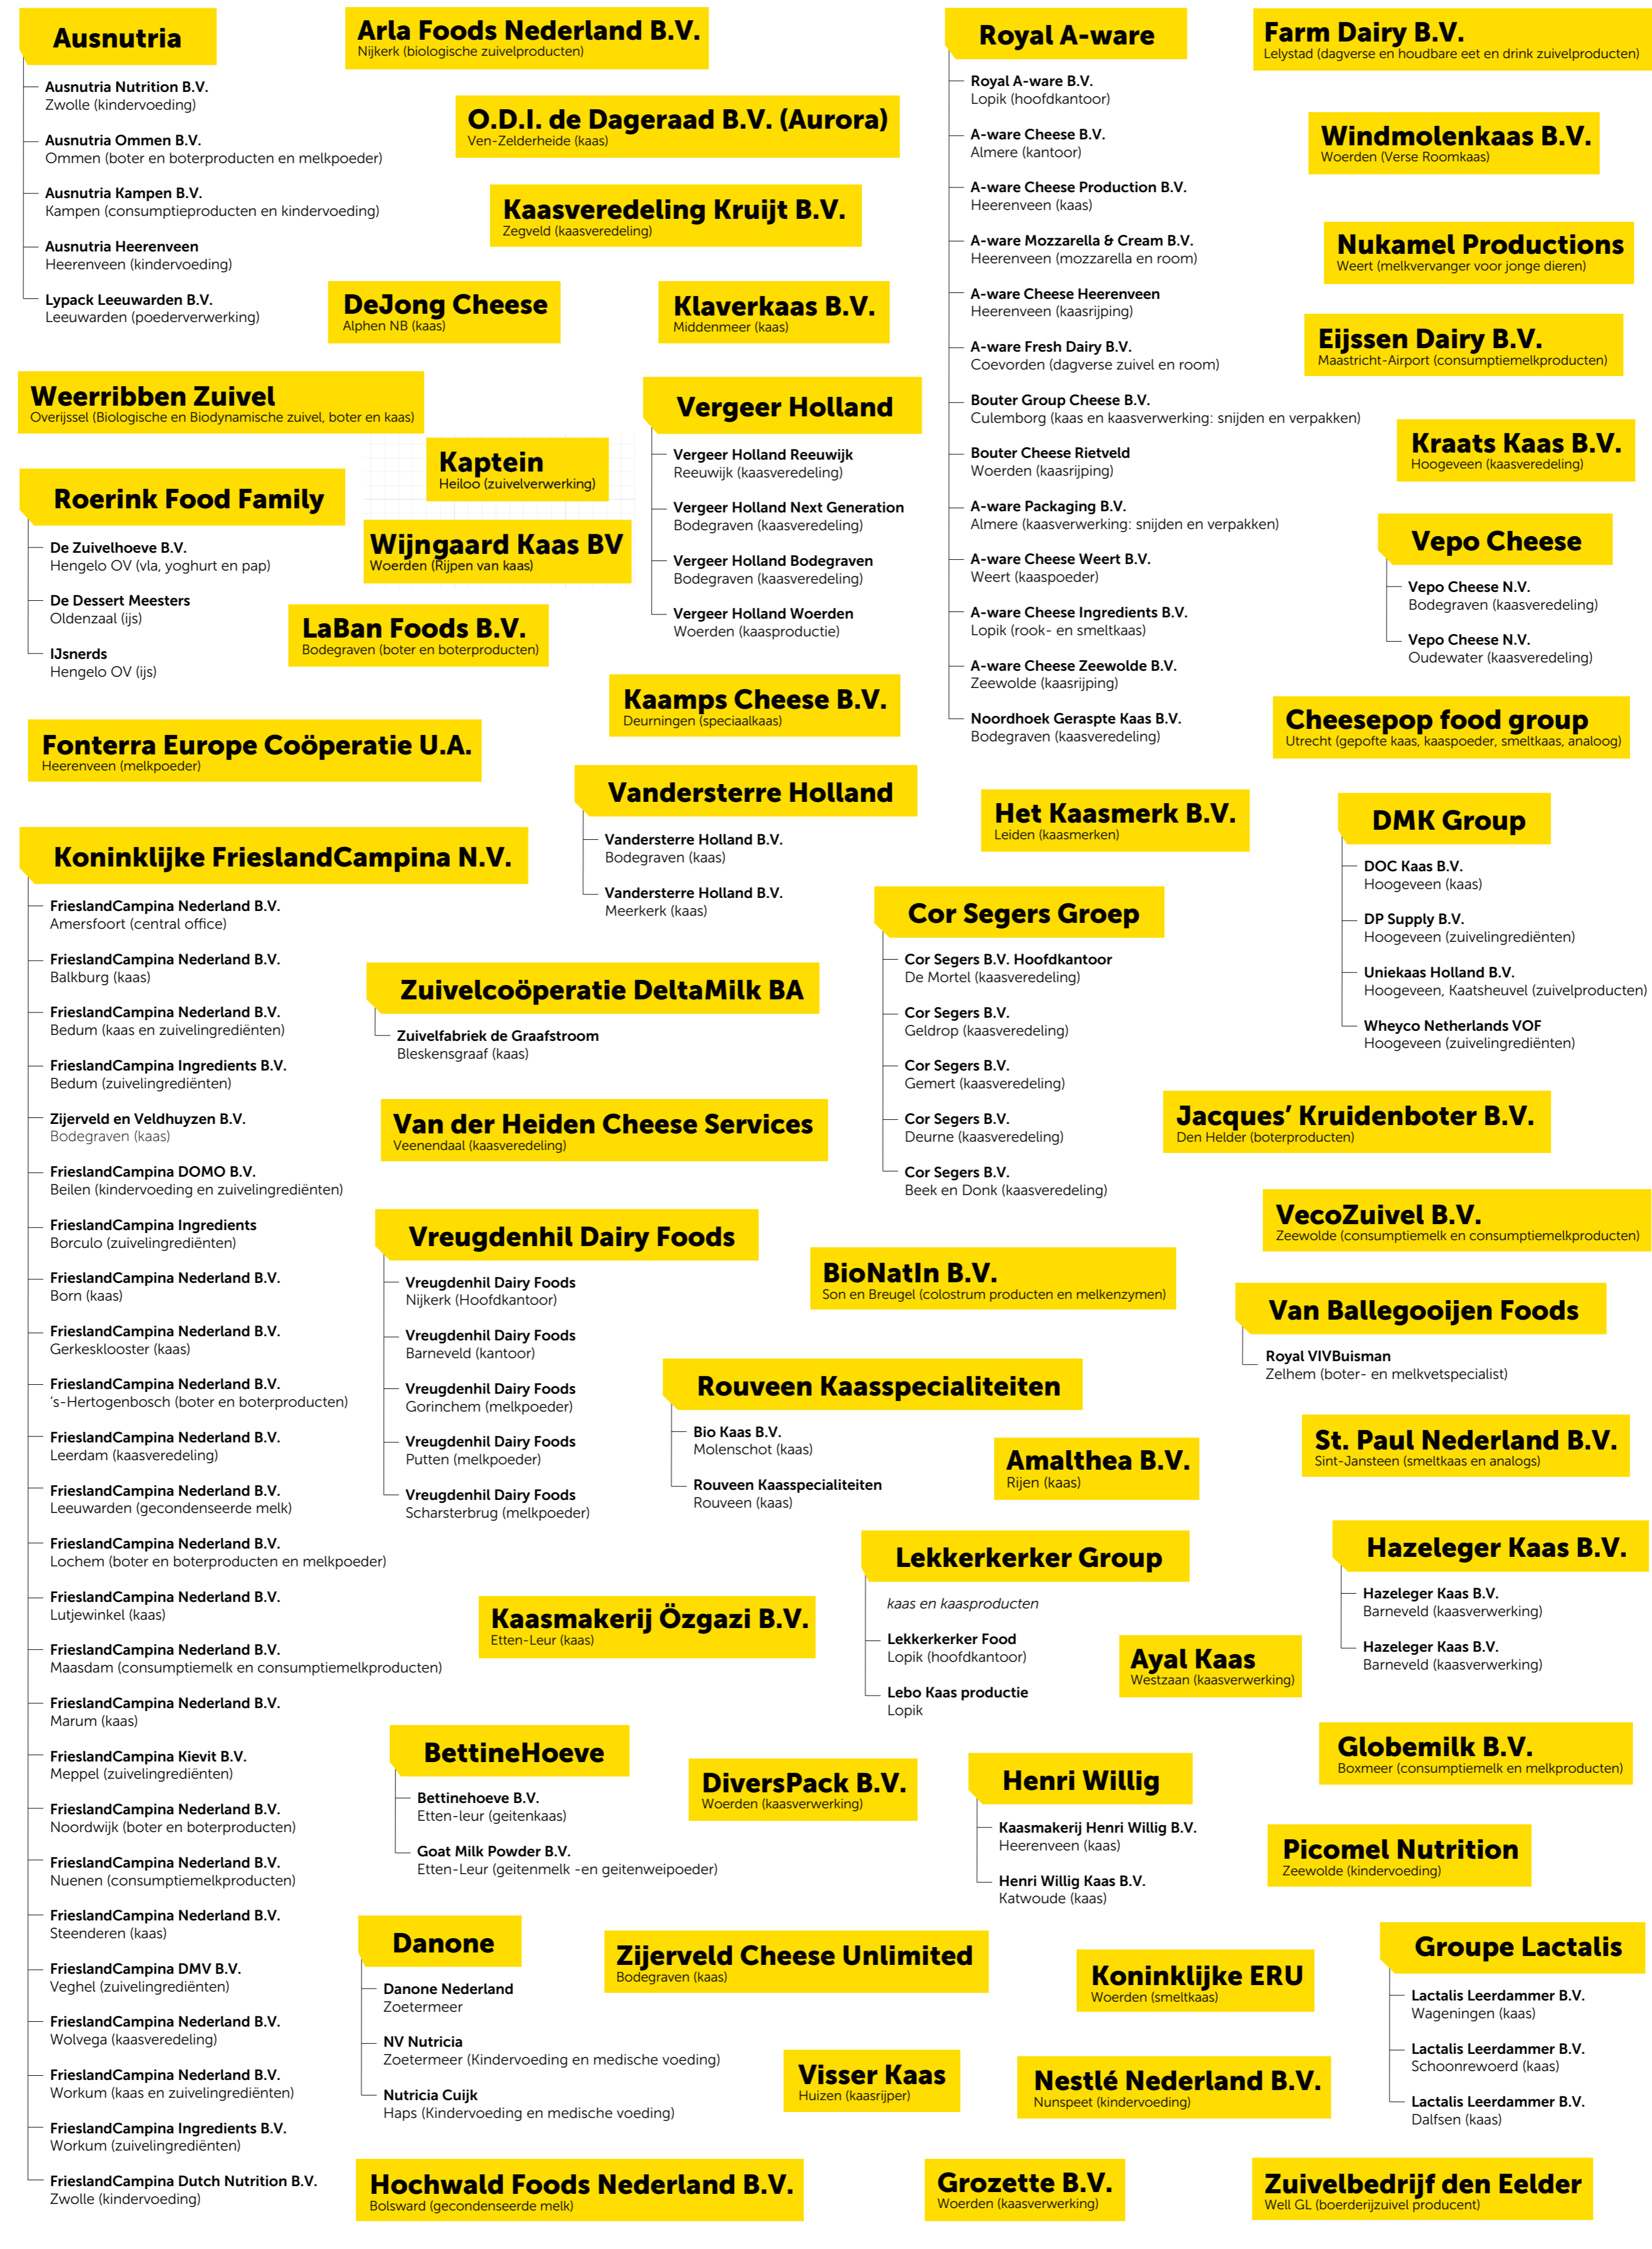 Ausnutria
Ausnutria Nutrition B.V.
Zwolle (kindervoeding)
Ausnutria Ommen B.V.
Ommen (boter en boterproducten en melkpoeder)
Ausnutria Kampen B.V.
Kampen (consumptieproducten en kindervoeding)
Ausnutria Heerenveen
Heerenveen (kindervoeding)
Lypack Leeuwarden B.V.
Leeuwarden (poederverwerking)
Arla Foods Nederland B.V.
Nijkerk (biologische zuivelproducten)
O.D.I. de Dageraad B.V. (Aurora)
Ven-Zelderheide (kaas)
Kaasveredeling Kruijt B.V.
Zegveld (kaasveredeling)
DeJong Cheese
Alphen NB (kaas)
Klaverkaas B.V.
Middenmeer (kaas)
Royal A-ware
Royal A-ware B.V.
Lopik (hoofdkantoor)
A-ware Cheese B.V.
Almere (kantoor)
A-ware Cheese Production B.V.
Heerenveen (kaas)
A-ware Mozzarella & Cream B.V.
Heerenveen (mozzarella en room)
A-ware Cheese Heerenveen
Heerenveen (kaasrijping)
A-ware Fresh Dairy B.V.
Coevorden (dagverse zuivel en room)
Bouter Group Cheese B.V.
Culemborg (kaas en kaasverwerking: snijden en verpakken)
Bouter Cheese Rietveld
Woerden (kaasrijping)
A-ware Packaging B.V.
Almere (kaasverwerking: snijden en verpakken)
A-ware Cheese Weert B.V.
Weert (kaaspoeder)
A-ware Cheese Ingredients B.V.
Lopik (rook- en smeltkaas)
A-ware Cheese Zeewolde B.V.
Zeewolde (kaasrijping)
Noordhoek Geraspte Kaas B.V.
Bodegraven (kaasveredeling)
Farm Dairy B.V.
Lelystad (dagverse en houdbare eet en drink zuivelproducten)
Windmolenkaas B.V.
Woerden (Verse Roomkaas)
Nukamel Productions
Weert (melkvervanger voor jonge dieren)
Eijssen Dairy B.V.
Maastricht-Airport (consumptiemelkproducten)
Kraats Kaas B.V.
Hoogeveen (kaasveredeling)
Vepo Cheese
Vepo Cheese N.V.
Bodegraven (kaasveredeling)
Vepo Cheese N.V.
Oudewater (kaasveredeling)
Cheesepop food group
Utrecht (gepofte kaas, kaaspoeder, smeltkaas, analoog)
Weerribben Zuivel
Overijssel (Biologische en Biodynamische zuivel, boter en kaas)
Kaptein
Heiloo (zuivelverwerking)
Roerink Food Family
De Zuivelhoeve B.V.
Hengelo OV (vla, yoghurt en pap)
De Dessert Meesters
Oldenzaal (ijs)
IJsnerds
Hengelo OV (ijs)
Wijngaard Kaas BV
Woerden (Rijpen van kaas)
LaBan Foods B.V.
Bodegraven (boter en boterproducten)
Vergeer Holland
Vergeer Holland Reeuwijk
Reeuwijk (kaasveredeling)
Vergeer Holland Next Generation
Bodegraven (kaasveredeling)
Vergeer Holland Bodegraven
Bodegraven (kaasveredeling)
Vergeer Holland Woerden
Woerden (kaasproductie)
Kaamps Cheese B.V.
Deurningen (speciaalkaas)
Fonterra Europe Coöperatie U.A.
Heerenveen (melkpoeder)
Vandersterre Holland
Vandersterre Holland B.V.
Bodegraven (kaas)
Vandersterre Holland B.V.
Meerkerk (kaas)
Het Kaasmerk B.V.
Leiden (kaasmerken)
DMK Group
DOC Kaas B.V.
Hoogeveen (kaas)
DP Supply B.V.
Hoogeveen (zuivelingrediënten)
Uniekaas Holland B.V.
Hoogeveen, Kaatsheuvel (zuivelproducten)
Wheyco Netherlands VOF
Hoogeveen (zuivelingrediënten)
Koninklijke FrieslandCampina N.V.
FrieslandCampina Nederland B.V.
Amersfoort (central office)
FrieslandCampina Nederland B.V.
Balkburg (kaas)
FrieslandCampina Nederland B.V.
Bedum (kaas en zuivelingrediënten)
FrieslandCampina Ingredients B.V.
Bedum (zuivelingrediënten)
Zijerveld en Veldhuyzen B.V.
Bodegraven (kaas)
FrieslandCampina DOMO B.V.
Beilen (kindervoeding en zuivelingrediënten)
FrieslandCampina Ingredients
Borculo (zuivelingrediënten)
FrieslandCampina Nederland B.V.
Born (kaas)
FrieslandCampina Nederland B.V.
Gerkesklooster (kaas)
FrieslandCampina Nederland B.V.
's-Hertogenbosch (boter en boterproducten)
FrieslandCampina Nederland B.V.
Leerdam (kaasveredeling)
FrieslandCampina Nederland B.V.
Leeuwarden (gecondenseerde melk)
FrieslandCampina Nederland B.V.
Lochem (boter en boterproducten en melkpoeder)
FrieslandCampina Nederland B.V.
Lutjewinkel (kaas)
FrieslandCampina Nederland B.V.
Maasdam (consumptiemelk en consumptiemelkproducten)
FrieslandCampina Nederland B.V.
Marum (kaas)
FrieslandCampina Kievit B.V.
Meppel (zuivelingrediënten)
FrieslandCampina Nederland B.V.
Noordwijk (boter en boterproducten)
FrieslandCampina Nederland B.V.
Nuenen (consumptiemelkproducten)
FrieslandCampina Nederland B.V.
Steenderen (kaas)
FrieslandCampina DMV B.V.
Veghel (zuivelingrediënten)
FrieslandCampina Nederland B.V.
Wolvega (kaasveredeling)
FrieslandCampina Nederland B.V.
Workum (kaas en zuivelingrediënten)
FrieslandCampina Ingredients B.V.
Workum (zuivelingrediënten)
FrieslandCampina Dutch Nutrition B.V.
Zwolle (kindervoeding)
Zuivelcoöperatie DeltaMilk BA
Zuivelfabriek de Graafstroom
Bleskensgraaf (kaas)
Van der Heiden Cheese Services
Veenendaal (kaasveredeling)
Cor Segers Groep
Cor Segers B.V. Hoofdkantoor
De Mortel (kaasveredeling)
Cor Segers B.V.
Geldrop (kaasveredeling)
Cor Segers B.V.
Gemert (kaasveredeling)
Cor Segers B.V.
Deurne (kaasveredeling)
Cor Segers B.V.
Beek en Donk (kaasveredeling)
Jacques’ Kruidenboter B.V.
Den Helder (boterproducten)
VecoZuivel B.V.
Zeewolde (consumptiemelk en consumptiemelkproducten)
Vreugdenhil Dairy Foods
Vreugdenhil Dairy Foods
Nijkerk (Hoofdkantoor)
Vreugdenhil Dairy Foods
Barneveld (kantoor)
Vreugdenhil Dairy Foods
Gorinchem (melkpoeder)
Vreugdenhil Dairy Foods
Putten (melkpoeder)
Vreugdenhil Dairy Foods
Scharsterbrug (melkpoeder)
BioNatIn B.V.
Son en Breugel (colostrum producten en melkenzymen)
Van Ballegooijen Foods
Royal VIVBuisman
Zelhem (boter- en melkvetspecialist)
Rouveen Kaasspecialiteiten
Bio Kaas B.V.
Molenschot (kaas)
Rouveen Kaasspecialiteiten
Rouveen (kaas)
Amalthea B.V.
Rijen (kaas)
St. Paul Nederland B.V.
Sint-Jansteen (smeltkaas en analogs)
Lekkerkerker Group
kaas en kaasproducten
Lekkerkerker Food
Lopik (hoofdkantoor)
Lebo Kaas productie
Lopik
Hazeleger Kaas B.V.
Hazeleger Kaas B.V.
Barneveld (kaasverwerking)
Hazeleger Kaas B.V.
Barneveld (kaasverwerking)
Kaasmakerij Özgazi B.V.
Etten-Leur (kaas)
Ayal Kaas
Westzaan (kaasverwerking)
BettineHoeve
Bettinehoeve B.V.
Etten-leur (geitenkaas)
Goat Milk Powder B.V.
Etten-Leur (geitenmelk -en geitenweipoeder)
DiversPack B.V.
Woerden (kaasverwerking)
Henri Willig
Kaasmakerij Henri Willig B.V.
Heerenveen (kaas)
Henri Willig Kaas B.V.
Katwoude (kaas)
Globemilk B.V.
Boxmeer (consumptiemelk en melkproducten)
Picomel Nutrition
Zeewolde (kindervoeding)
Danone
Danone Nederland
Zoetermeer
NV Nutricia
Zoetermeer (Kindervoeding en medische voeding)
Nutricia Cuijk
Haps (Kindervoeding en medische voeding)
Zijerveld Cheese Unlimited
Bodegraven (kaas)
Koninklijke ERU
Woerden (smeltkaas)
Groupe Lactalis
Lactalis Leerdammer B.V.
Wageningen (kaas)
Lactalis Leerdammer B.V.
Schoonrewoerd (kaas)
Lactalis Leerdammer B.V.
Dalfsen (kaas)
Visser Kaas
Huizen (kaasrijper)
Nestlé Nederland B.V.
Nunspeet (kindervoeding)
Hochwald Foods Nederland B.V.
Bolsward (gecondenseerde melk)
Grozette B.V.
Woerden (kaasverwerking)
Zuivelbedrijf den Eelder
Well GL (boerderijzuivel producent)